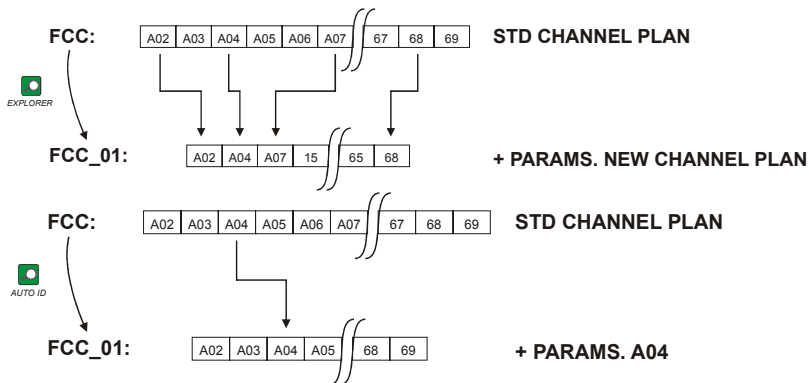 FCC: A02 A03 A04 A05 A06 A07 67 68 69 STD CHANNEL PLAN
EXPLORER
FCC_01: A02 A04 A07 15 65 68 + PARAMS. NEW CHANNEL PLAN
FCC: A02 A03 A04 A05 A06 A07 67 68 69 STD CHANNEL PLAN
AUTO ID
FCC_01: A02 A03 A04 A05 68 69 + PARAMS. A04